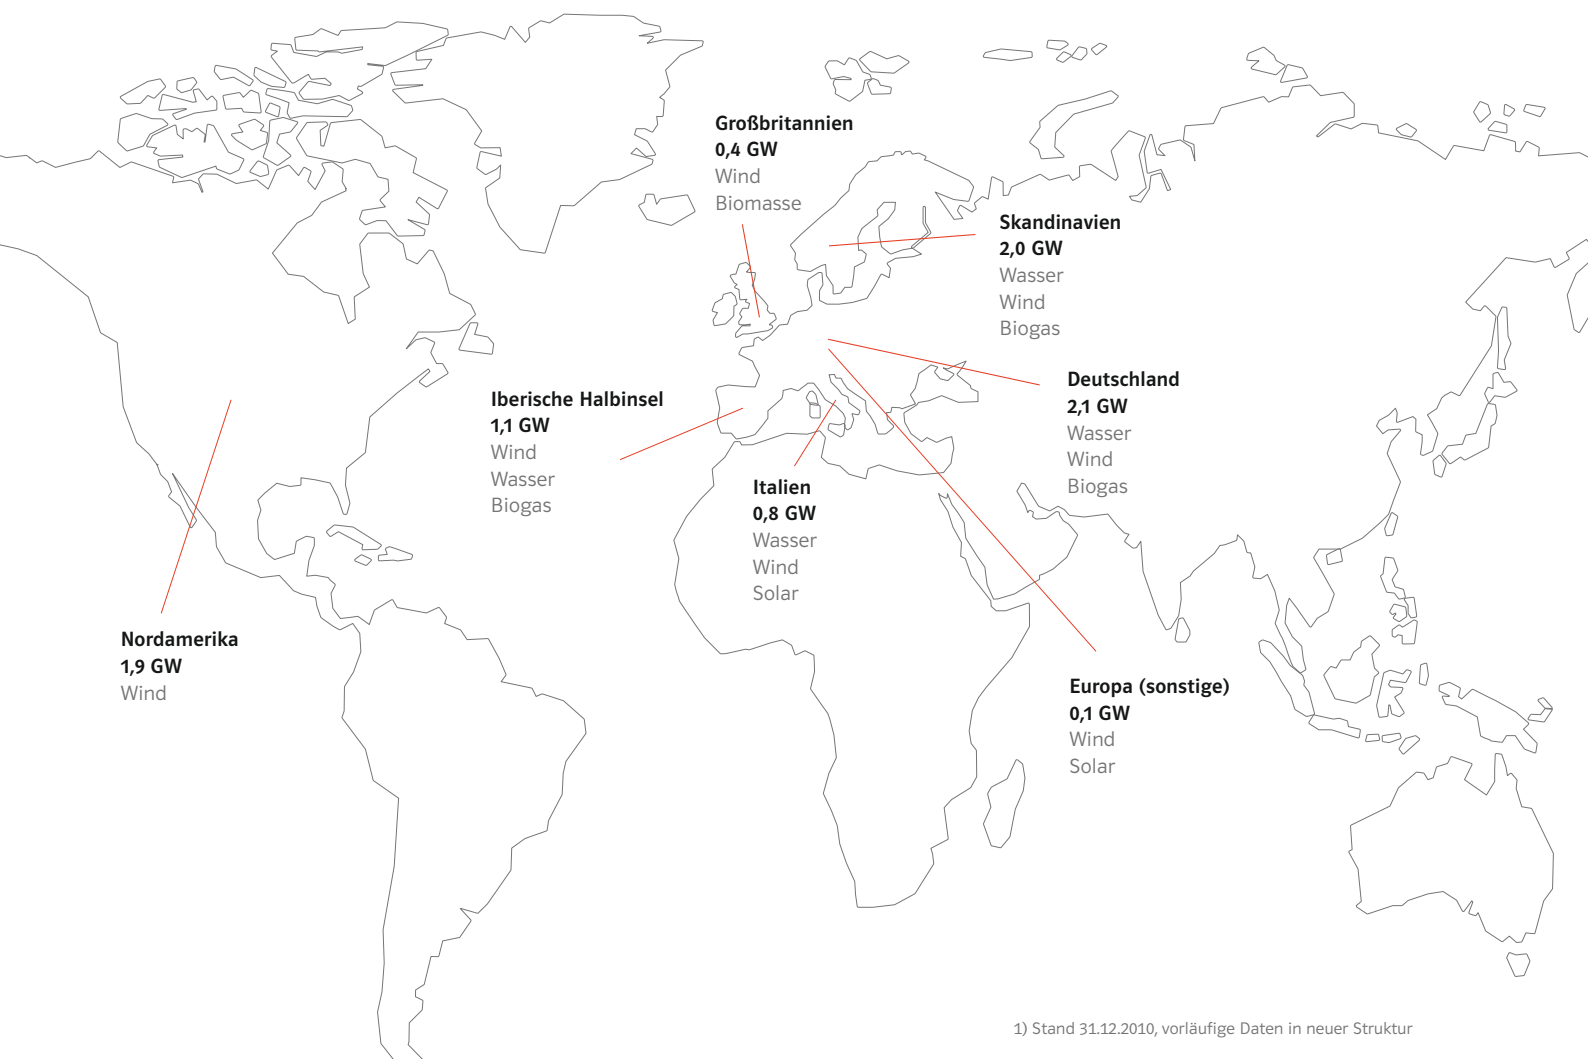 Großbritannien
0,4 GW
Wind
Biomasse
Skandinavien
2,0 GW
Wasser
Wind
Biogas
Deutschland
2,1 GW
Wasser
Wind
Biogas
Iberische Halbinsel
1,1 GW
Wind
Wasser
Biogas
Italien
0,8 GW
Wasser
Wind
Solar
Nordamerika
1,9 GW
Wind
Europa (sonstige)
0,1 GW
Wind
Solar
1) Stand 31.12.2010, vorläufige Daten in neuer Struktur